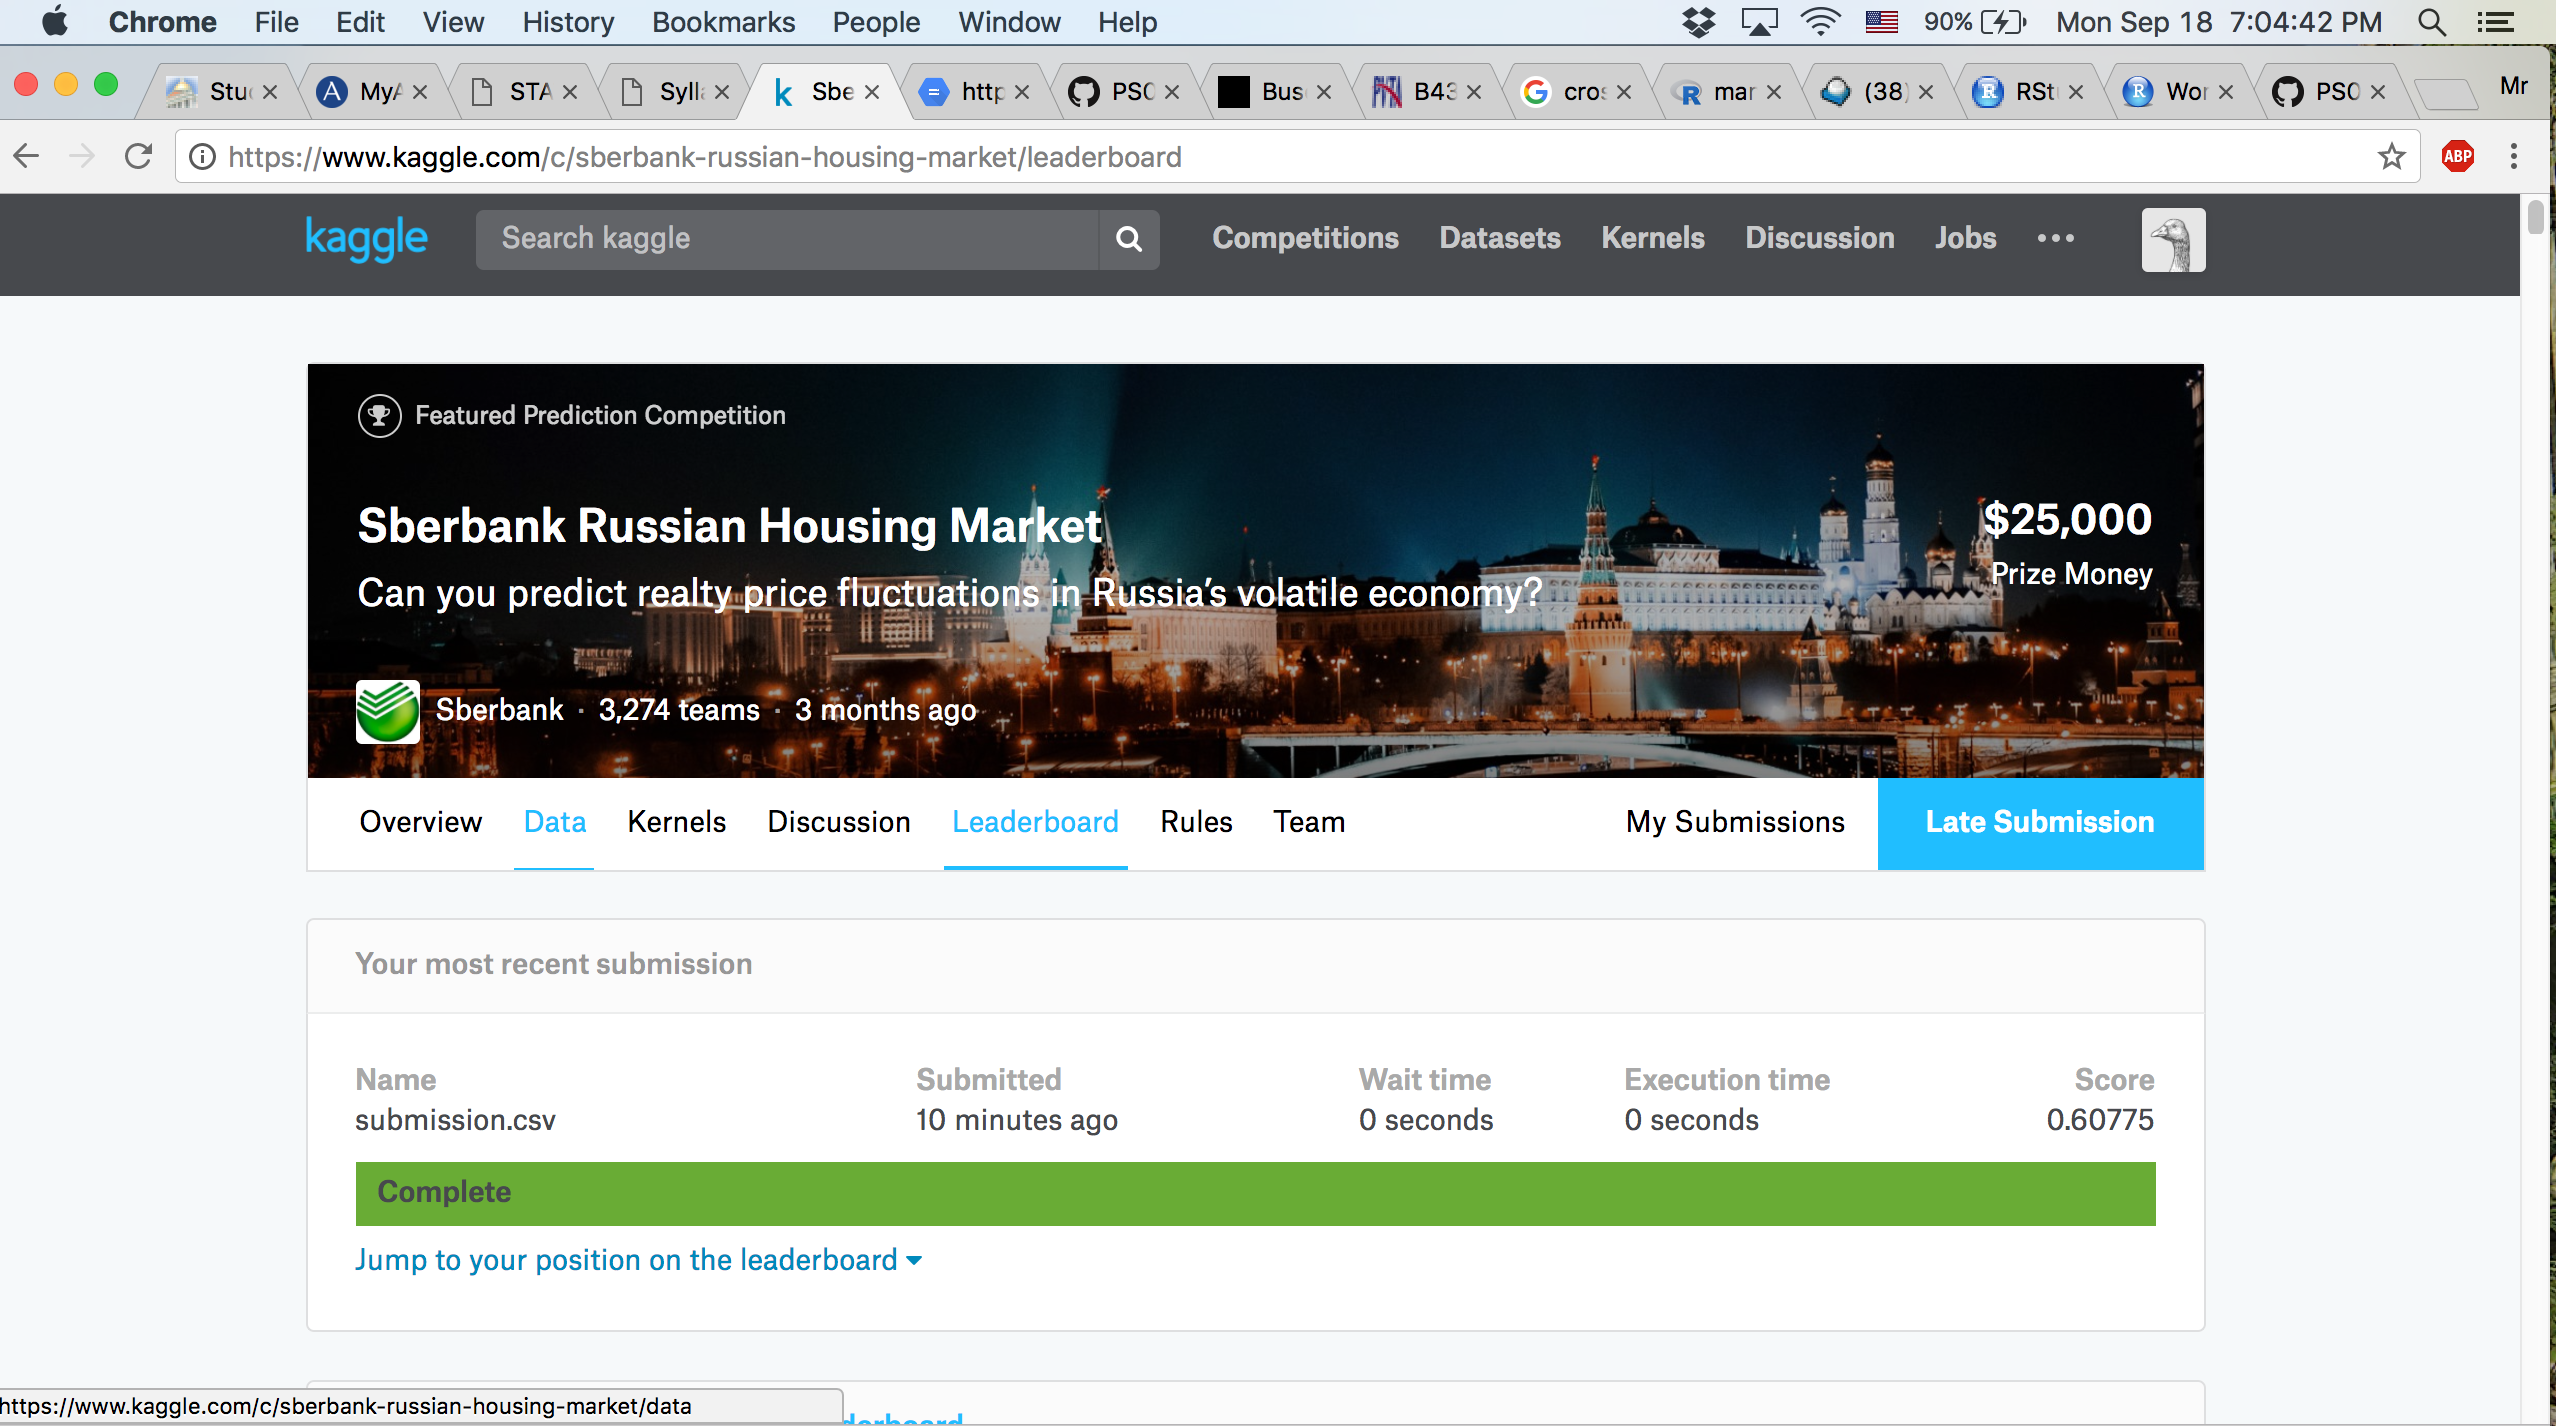 Chrome File Edit View History Bookmarks People Window Help 90% Mon Sep 18 7:04:42 PM
Stu MyA STA Sylla Sbe http PS0 Bus B43 cros mar (38) RSt Wor PS0 Mr
https://www.kaggle.com/c/sberbank-russian-housing-market/leaderboard ABP
kaggle Search kaggle Competitions Datasets Kernels Discussion Jobs
Featured Prediction Competition
Sberbank Russian Housing Market
$25,000
Can you predict realty price fluctuations in Russia's volatile economy?
Prize Money
Sberbank · 3,274 teams · 3 months ago
Overview Data Kernels Discussion Leaderboard Rules Team My Submissions Late Submission
Your most recent submission
Name Submitted Wait time Execution time Score
submission.csv 10 minutes ago 0 seconds 0 seconds 0.60775
Complete
Jump to your position on the leaderboard
https://www.kaggle.com/c/sberbank-russian-housing-market/data